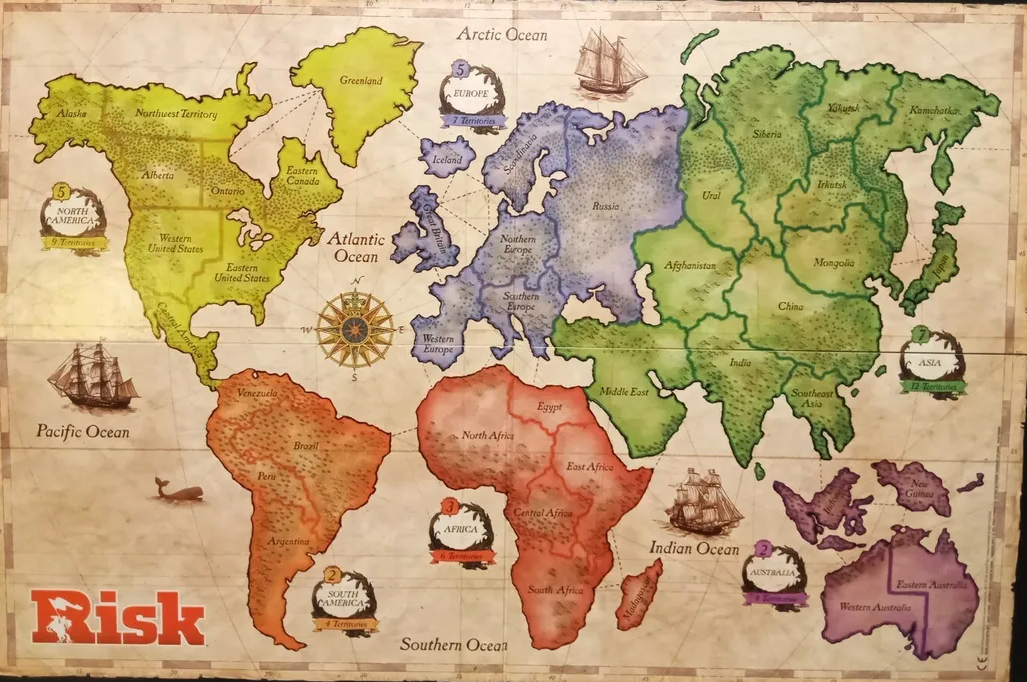 Arctic Ocean
Greenland
5
EUROPE
7 Territories
Alaska
Northwest Territory
Alberta
Ontario
Eastern
Canada
5
NORTH
AMERICA
9 Territories
Western
United States
Eastern
United States
Central America
Atlantic
Ocean
N
W
E
S
Iceland
Scandinavia
Great Britain
Northern
Europe
Southern
Europe
Western
Europe
Russia
Siberia
Yakutsk
Kamchatka
Ural
Irkutsk
Mongolia
Japan
Afghanistan
China
India
Middle East
Southeast
Asia
7
ASIA
12 Territories
Pacific Ocean
Venezuela
Brazil
Peru
Argentina
2
SOUTH
AMERICA
4 Territories
Egypt
North Africa
East Africa
Central Africa
South Africa
Madagascar
3
AFRICA
6 Territories
Indian Ocean
Indonesia
New
Guinea
2
AUSTRALIA
4 Territories
Western Australia
Eastern Australia
Southern Ocean
Risk
CE